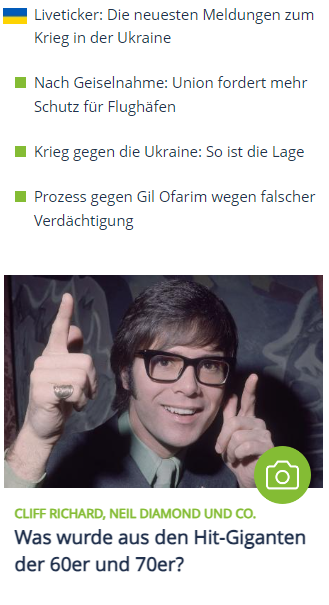 Liveticker: Die neuesten Meldungen zum
Krieg in der Ukraine
Nach Geiselnahme: Union fordert mehr
Schutz für Flughäfen
Krieg gegen die Ukraine: So ist die Lage
Prozess gegen Gil Ofarim wegen falscher
Verdächtigung
CLIFF RICHARD, NEIL DIAMOND UND CO.
Was wurde aus den Hit-Giganten
der 60er und 70er?